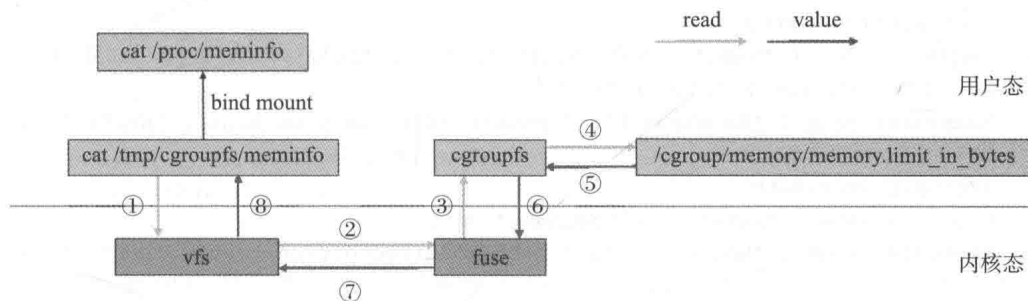 read
value
cat /proc/meminfo
用户态
bind mount
cat /tmp/cgroupfs/meminfo
cgroupfs
④
/cgroup/memory/memory.limit_in_bytes
⑤
①
⑧
③
⑥
②
vfs
fuse
内核态
⑦